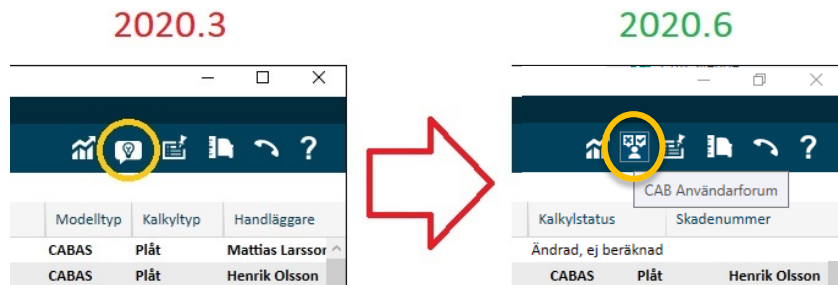 2020.3
2020.6
?
?
CAB Användarforum
Modelltyp Kalkyltyp Handläggare
Kalkylstatus Skadenummer
CABAS Plåt Mattias Larsson
Ändrad, ej beräknad
CABAS Plåt Henrik Olsson
CABAS Plåt Henrik Olsson